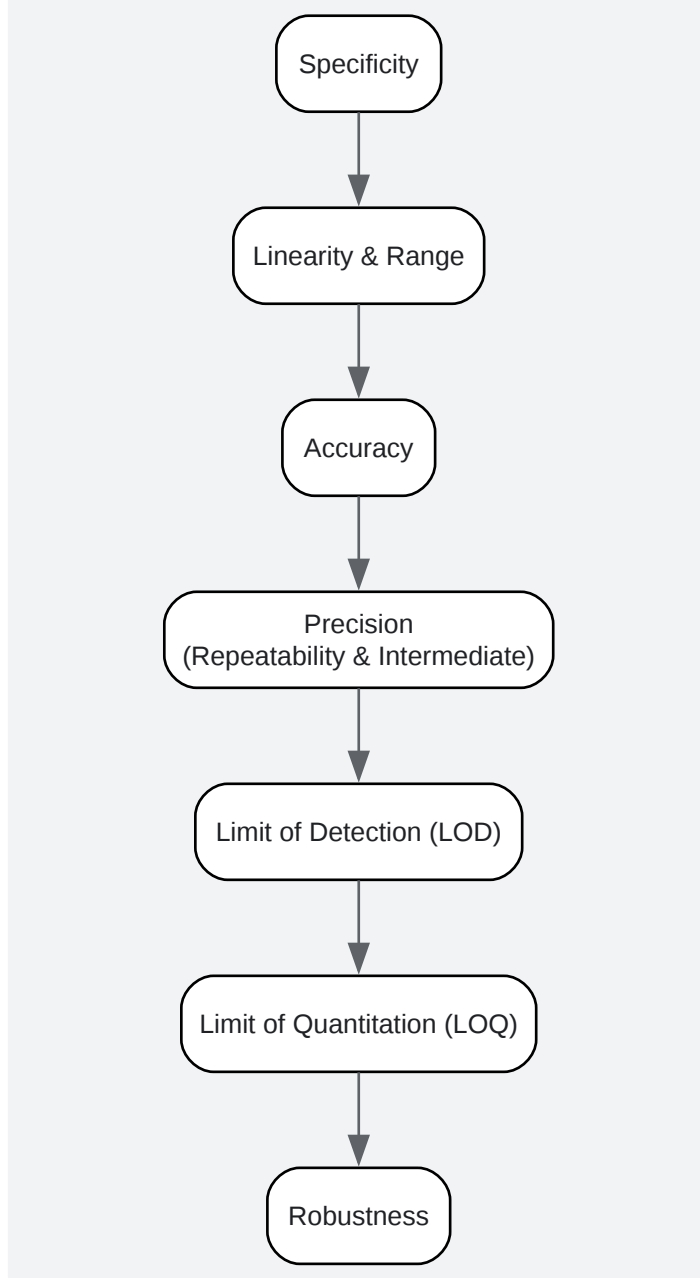 Specificity
Linearity & Range
Accuracy
Precision
(Repeatability & Intermediate)
Limit of Detection (LOD)
Limit of Quantitation (LOQ)
Robustness